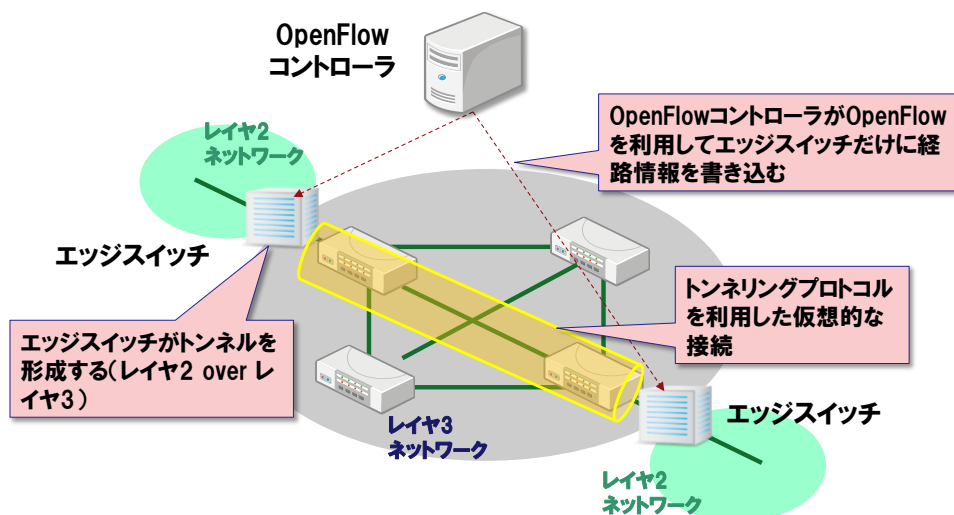 OpenFlow
コントローラ
OpenFlowコントローラがOpenFlow
を利用してエッジスイッチだけに経
路情報を書き込む
レイヤ2
ネットワーク
エッジスイッチ
トンネリングプロトコル
を利用した仮想的な
接続
エッジスイッチがトンネルを
形成する(レイヤ2 over レ
イヤ3)
レイヤ3
ネットワーク
エッジスイッチ
レイヤ2
ネットワーク